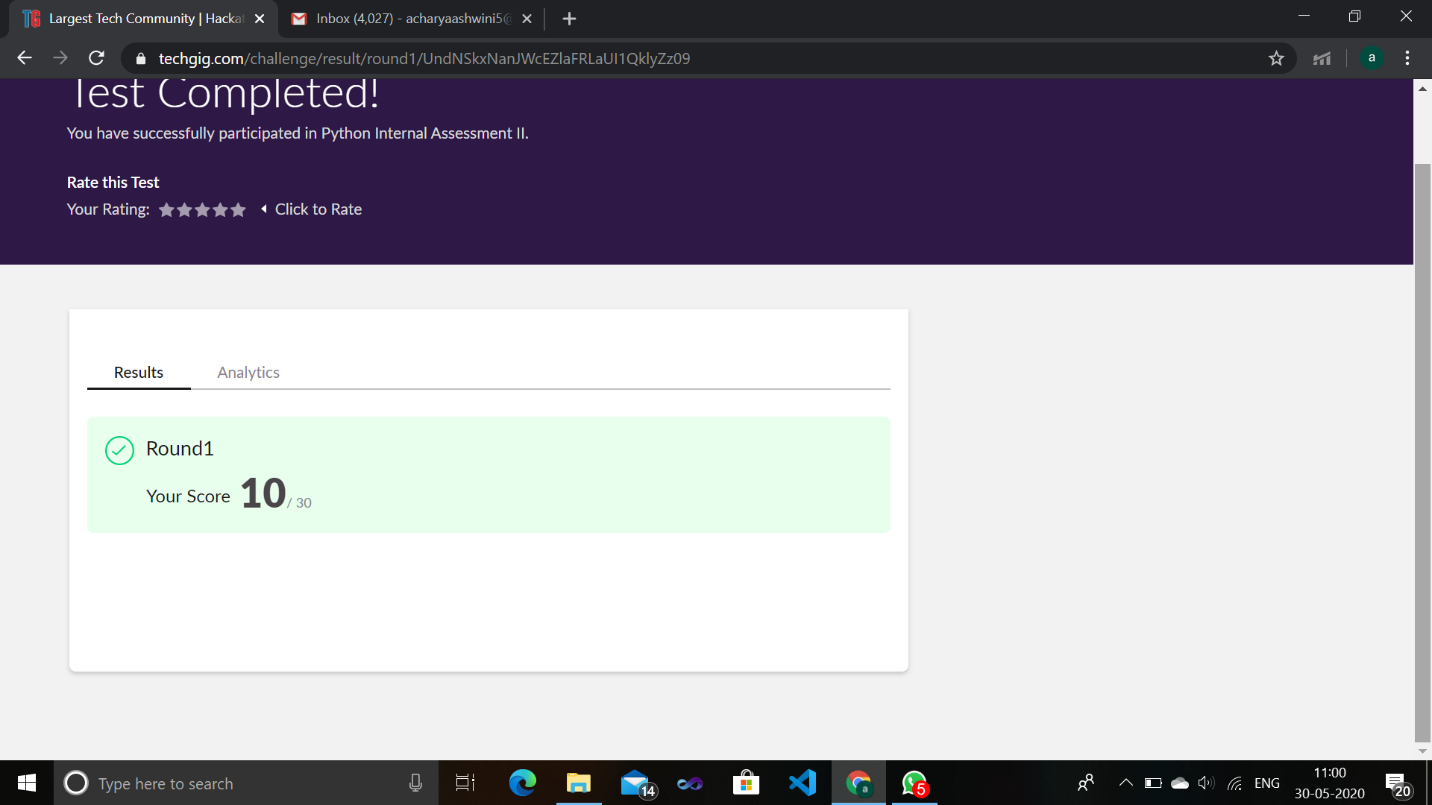 Largest Tech Community | Hacka
Inbox (4,027) - acharyaashwini5@
techgig.com/challenge/result/round1/UndNSkxNanJWcEZlaFRLaUI1QklyZz09
a
Test Completed!
You have successfully participated in Python Internal Assessment II.
Rate this Test
Your Rating:
Click to Rate
Results
Analytics
Round1
Your Score 10 / 30
Type here to search
14
a
5
ENG
11:00
30-05-2020
20